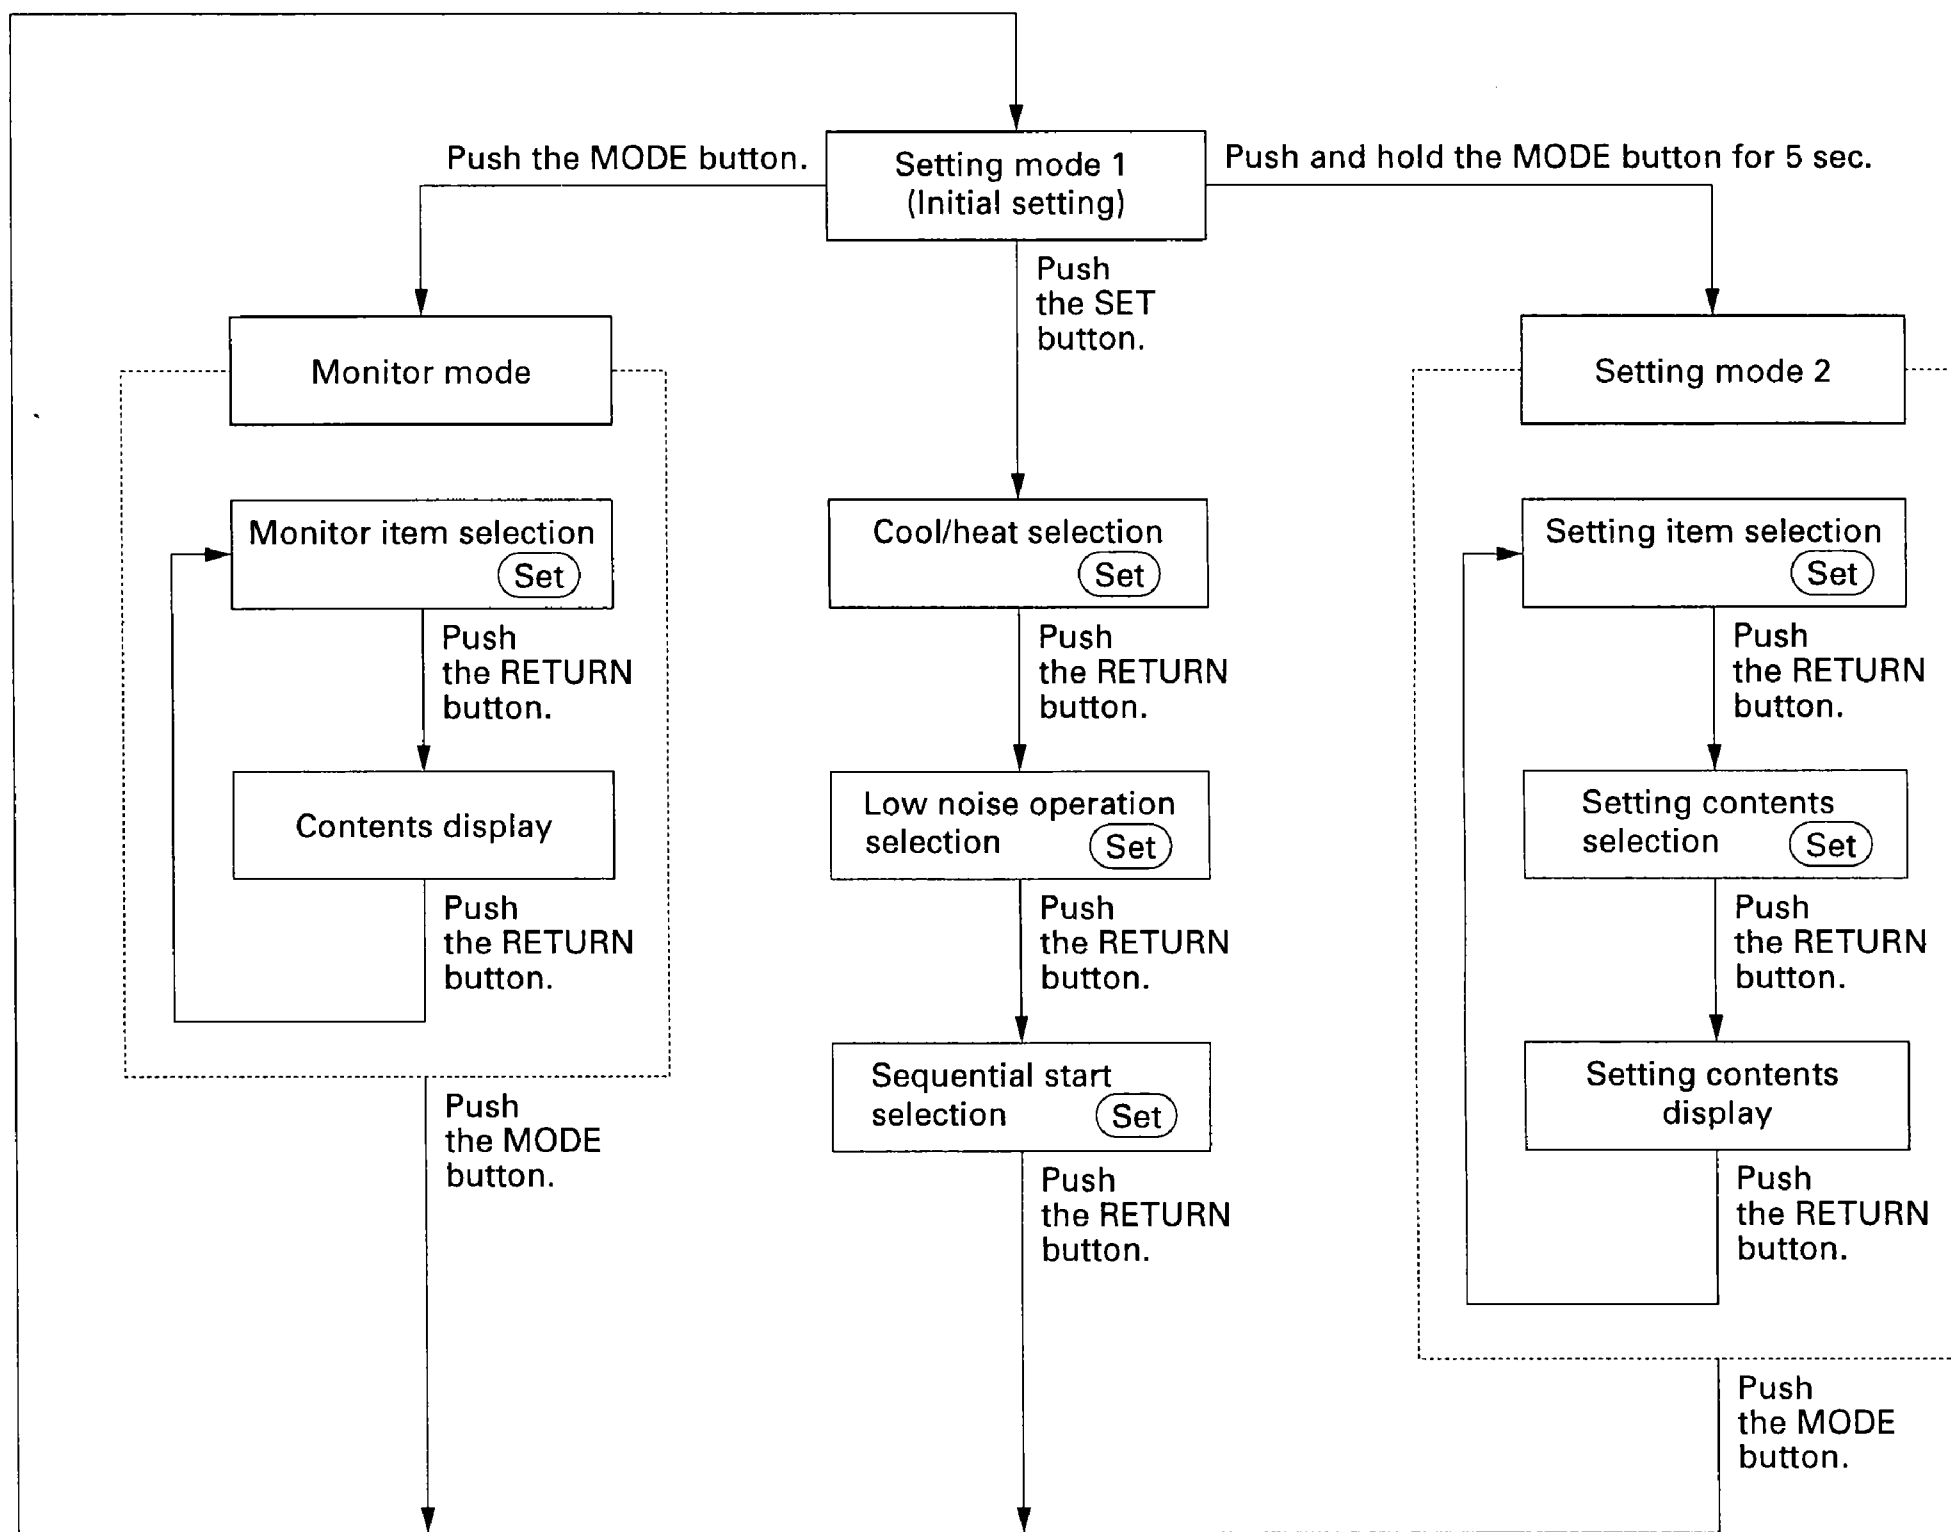 Push the MODE button.
Setting mode 1
(Initial setting)
Push and hold the MODE button for 5 sec.
Push
the SET
button.
Monitor mode
Setting mode 2
Monitor item selection
Set
Push
the RETURN
button.
Contents display
Push
the RETURN
button.
Push
the MODE
button.
Cool/heat selection
Set
Push
the RETURN
button.
Low noise operation
selection
Set
Push
the RETURN
button.
Sequential start
selection
Set
Push
the RETURN
button.
Setting item selection
Set
Push
the RETURN
button.
Setting contents
selection
Set
Push
the RETURN
button.
Setting contents
display
Push
the RETURN
button.
Push
the MODE
button.